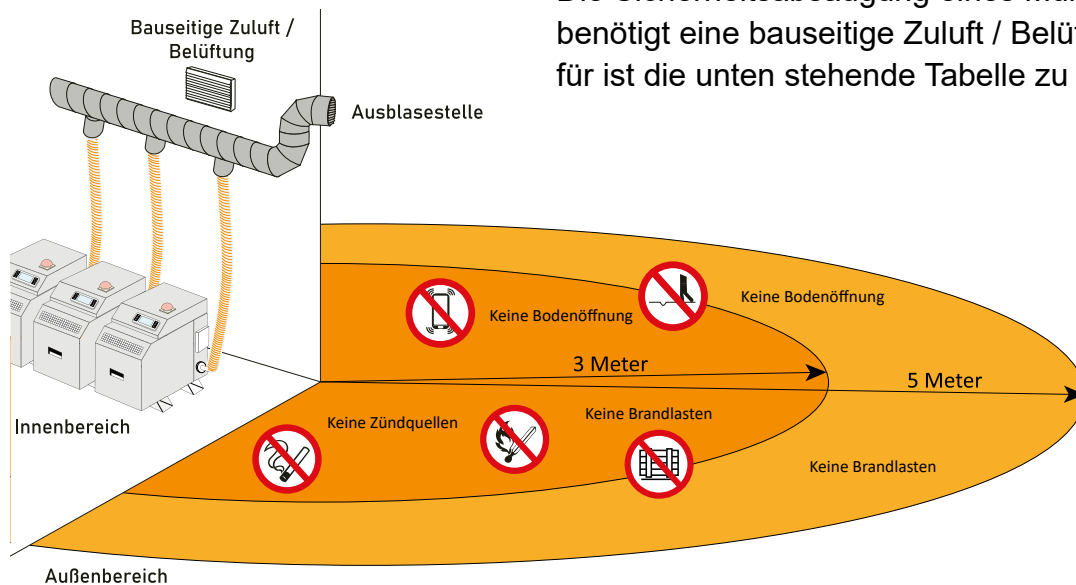 benötigt eine bauseitige Zuluft /
für ist die unten stehende Tabelle zu
Bauseitige Zuluft /
Belüftung
Ausblasestelle
Keine Bodenöffnung
Keine Bodenöffnung
3 Meter
5 Meter
Keine Zündquellen
Keine Brandlasten
Keine Brandlasten
Innenbereich
Außenbereich